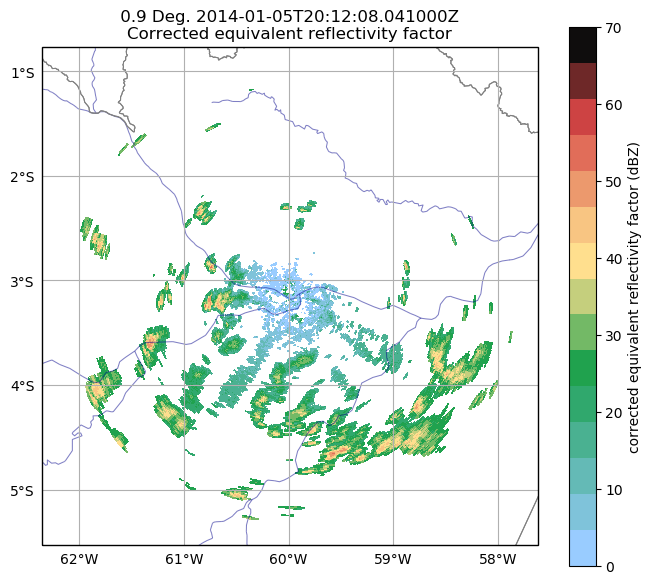 0.9 Deg. 2014-01-05T20:12:08.041000Z
Corrected equivalent reflectivity factor
1°S
2°S
3°S
4°S
5°S
62°W 61°W 60°W 59°W 58°W
70
60
50
40
30
20
10
0
corrected equivalent reflectivity factor (dBZ)